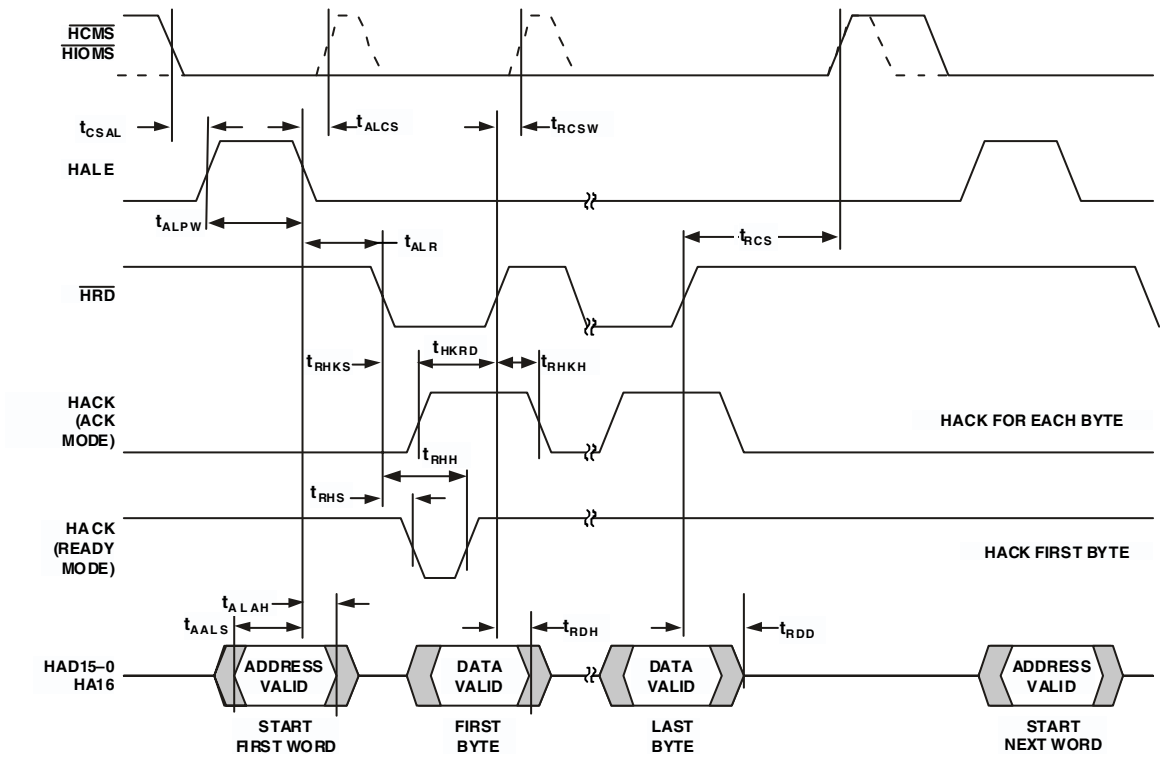 HCMS
HIOMS
tCSAL
tALCS
tRCSW
HALE
tALPW
tALR
tRCS
HRD
tRHKS
tHKRD
tRHKH
HACK
(ACK
MODE)
HACK FOR EACH BYTE
tRHH
tRHS
HACK
(READY
MODE)
HACK FIRST BYTE
tALAH
tAALS
tRDH
tRDD
HAD15–0
HA16
ADDRESS
VALID
DATA
VALID
DATA
VALID
ADDRESS
VALID
START
FIRST WORD
FIRST
BYTE
LAST
BYTE
START
NEXT WORD